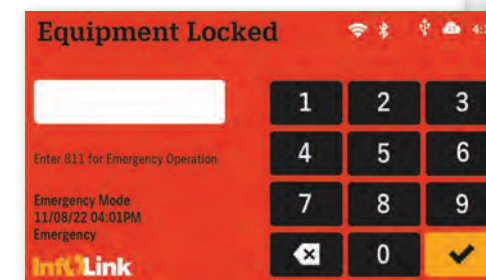 Equipment Locked
1 2 3
Enter 811 for Emergency Operation
4 5 6
Emergency Mode
11/08/22 04:01PM
Emergency
7 8 9
0
Link